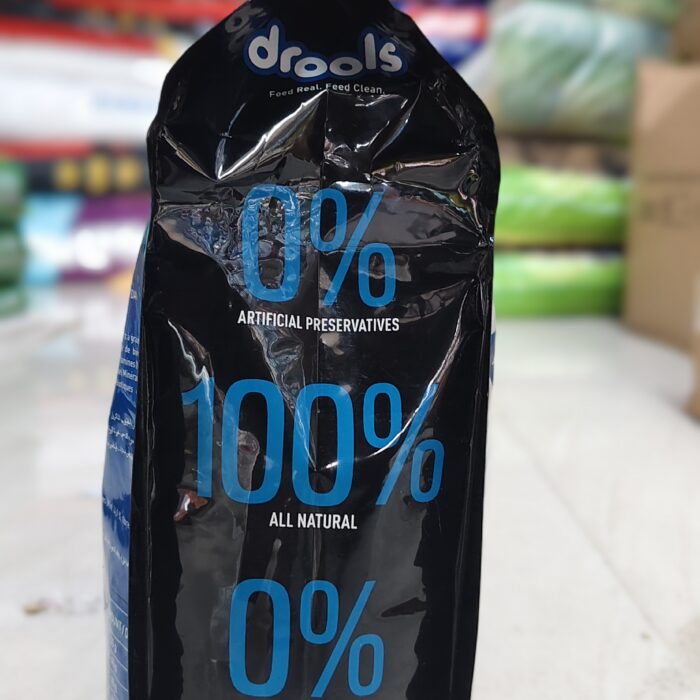 drools
Feed Real. Feed Clean.
0%
ARTIFICIAL PRESERVATIVES
100%
ALL NATURAL
0%